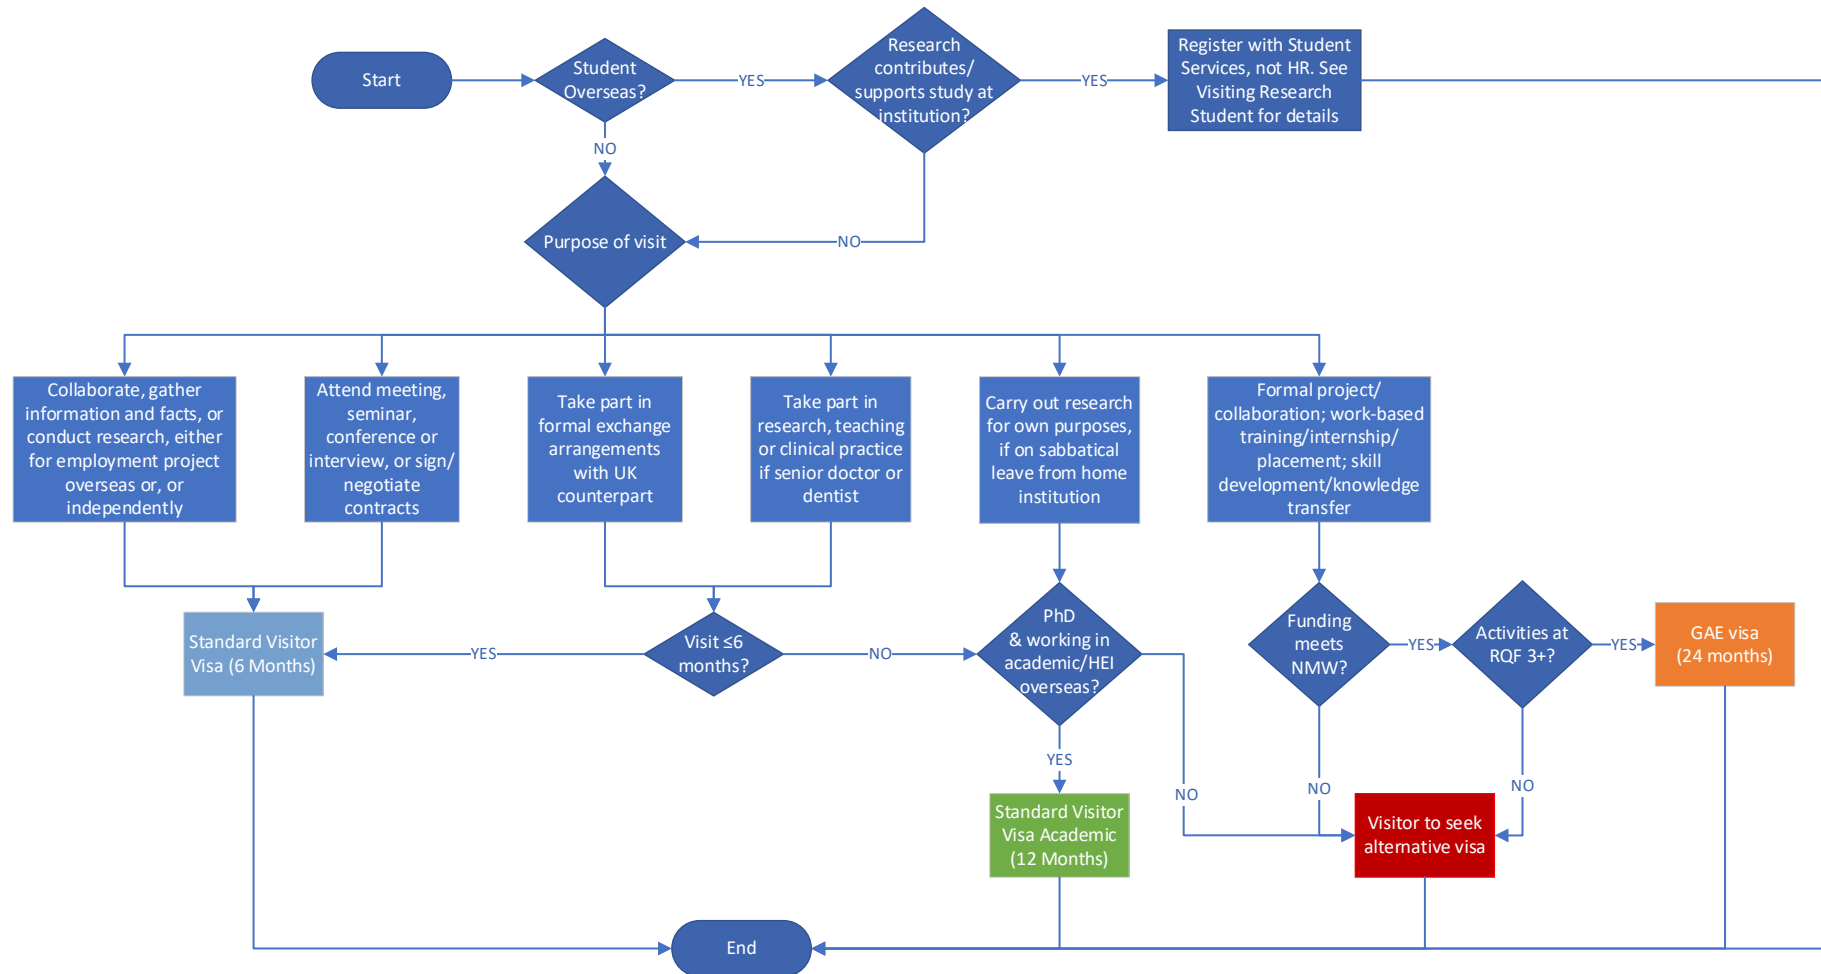 Start
Student
Overseas?
YES
Research
contributes/
supports study at
institution?
YES
Register with Student
Services, not HR. See
Visiting Research
Student for details
NO
Purpose of visit
NO
Collaborate, gather
information and facts, or
conduct research, either
for employment project
overseas or, or
independently
Attend meeting,
seminar,
conference or
interview, or sign/
negotiate
contracts
Take part in
formal exchange
arrangements
with UK
counterpart
Take part in
research, teaching
or clinical practice
if senior doctor or
dentist
Carry out research
for own purposes,
if on sabbatical
leave from home
institution
Formal project/
collaboration; work-based
training/internship/
placement; skill
development/knowledge
transfer
Standard Visitor
Visa (6 Months)
YES
Visit ≤6
months?
NO
PhD
& working in
academic/HEI
overseas?
Funding
meets
NMW?
YES
Activities at
RQF 3+?
YES
GAE visa
(24 months)
YES
NO
NO
NO
Standard Visitor
Visa Academic
(12 Months)
Visitor to seek
alternative visa
End